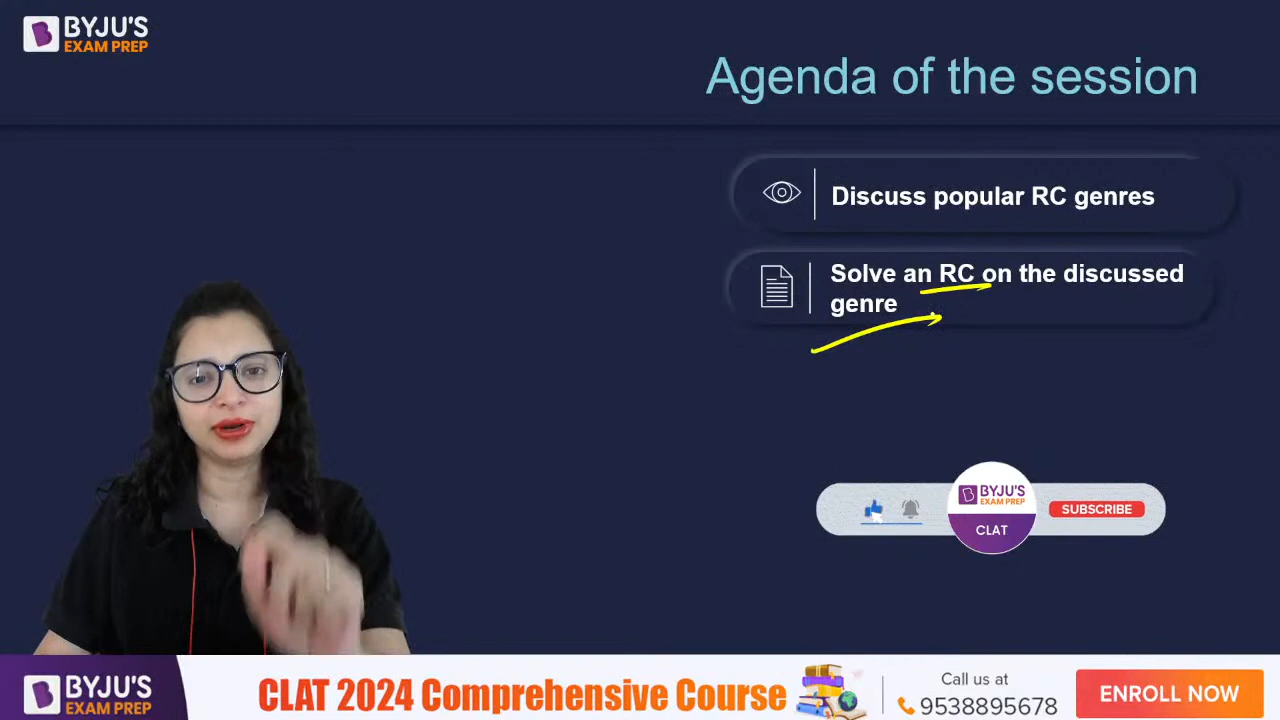 BYJU'S
EXAM PREP
Agenda of the session
Discuss popular RC genres
Solve an RC on the discussed
genre
BYJU'S
EXAM PREP
CLAT
SUBSCRIBE
BYJU'S
EXAM PREP
CLAT 2024 Comprehensive Course
Call us at
9538895678
ENROLL NOW